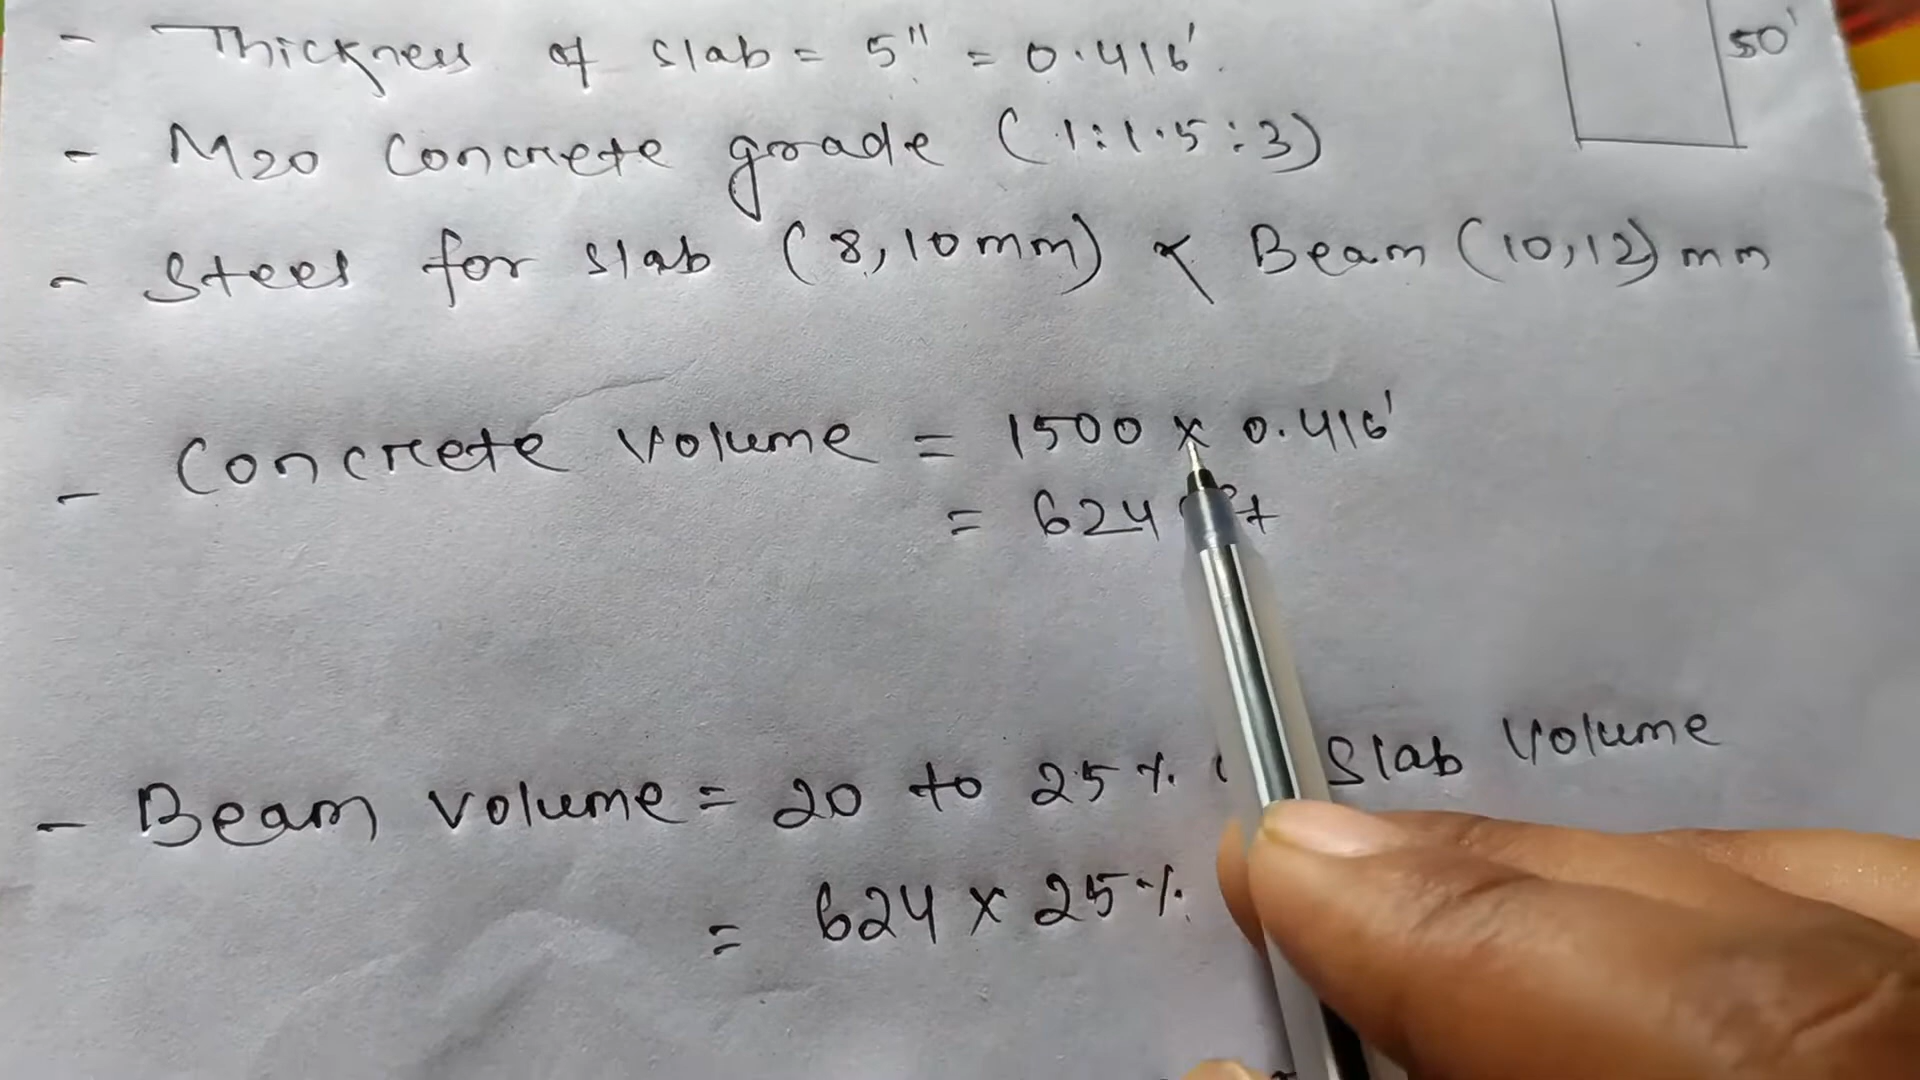 - Thickness of slab = 5" = 0.416'
50'
- M20 Concrete grade (1:1.5:3)
- Steel for slab (8,10mm) & Beam (10,12) mm
- Concrete volume = 1500 x 0.416'
= 624
- Beam volume = 20 to 25% Slab Volume
= 624 x 25%